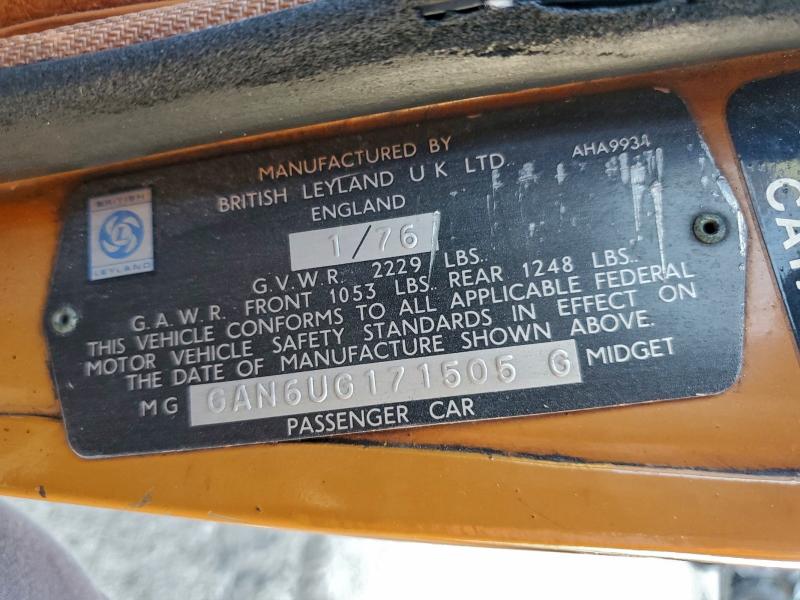 MANUFACTURED BY
AHA9934
BRITISH LEYLAND U K LTD
ENGLAND
BRITISH
LEYLAND
1/76
G.V.W.R. 2229 LBS.
G.A.W.R. FRONT 1053 LBS. REAR 1248 LBS.
THIS VEHICLE CONFORMS TO ALL APPLICABLE FEDERAL
MOTOR VEHICLE SAFETY STANDARDS IN EFFECT ON
THE DATE OF MANUFACTURE SHOWN ABOVE.
MG GAN6UG171505 G MIDGET
PASSENGER CAR